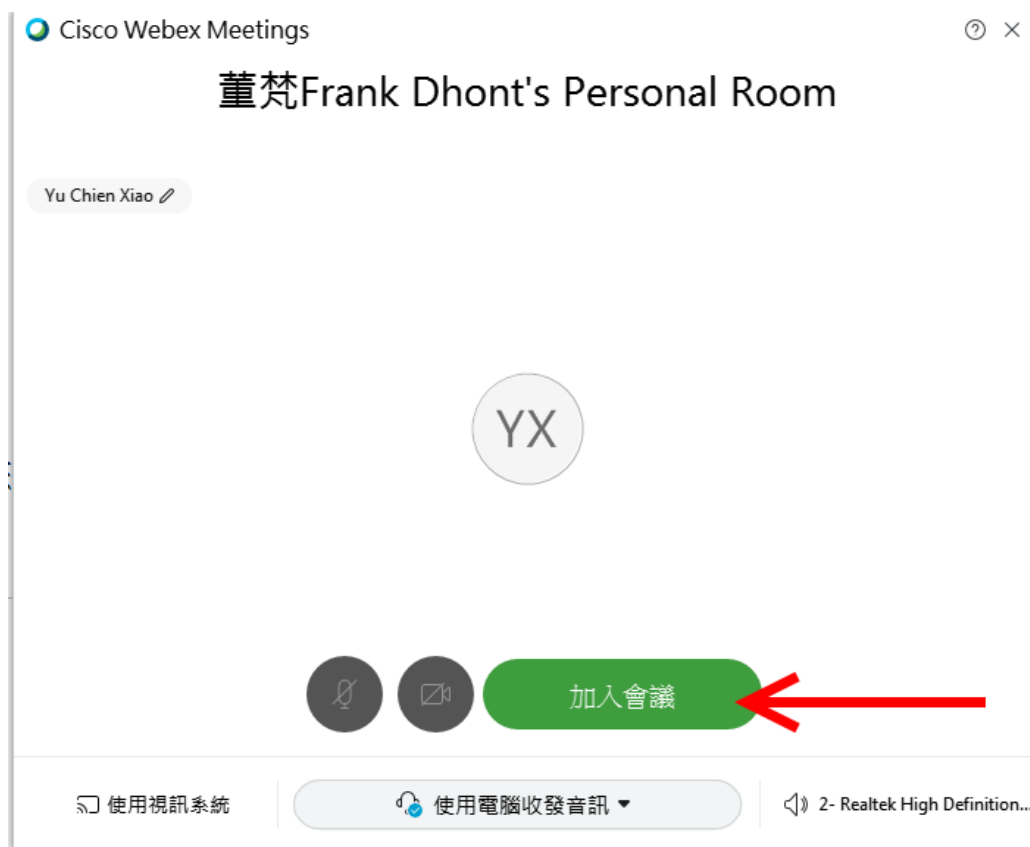 Cisco Webex Meetings
董梵Frank Dhont's Personal Room
Yu Chien Xiao
YX
加入會議
使用視訊系統
使用電腦收發音訊
2- Realtek High Definition...